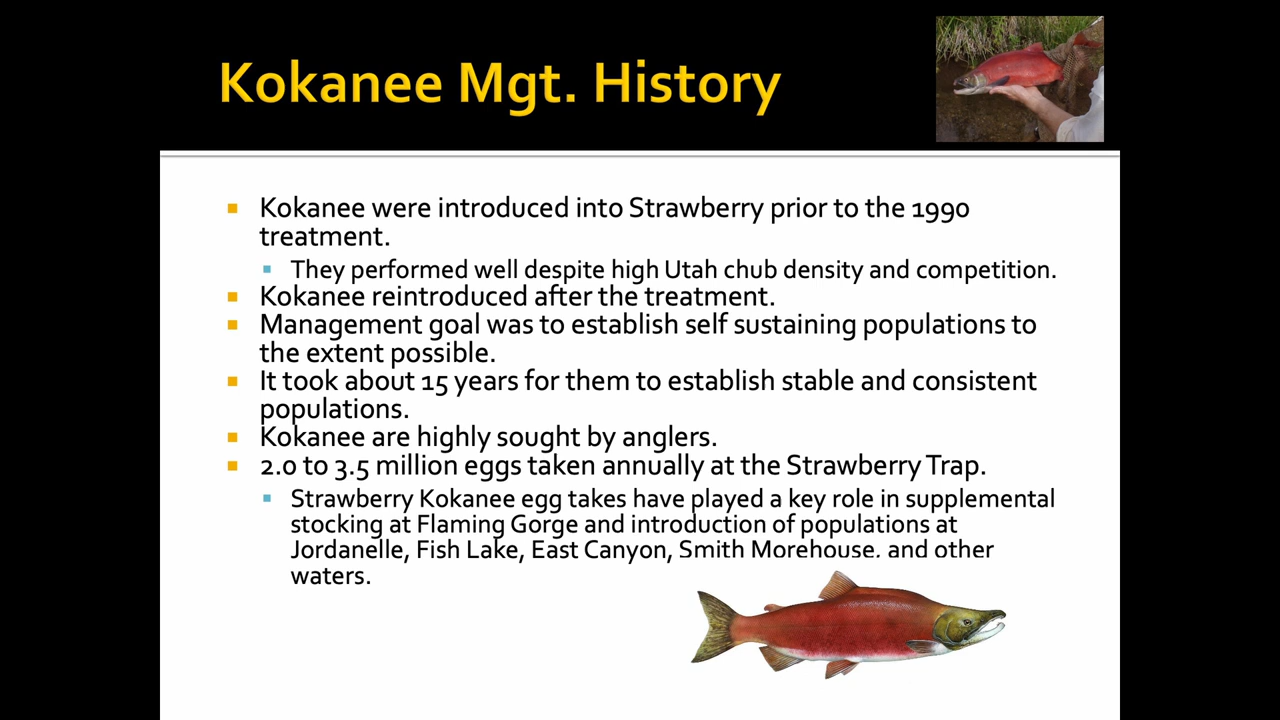 Kokanee Mgt. History
Kokanee were introduced into Strawberry prior to the 1990
treatment.
They performed well despite high Utah chub density and competition.
Kokanee reintroduced after the treatment.
Management goal was to establish self sustaining populations to
the extent possible.
It took about 15 years for them to establish stable and consistent
populations.
Kokanee are highly sought by anglers.
2.0 to 3.5 million eggs taken annually at the Strawberry Trap.
Strawberry Kokanee egg takes have played a key role in supplemental
stocking at Flaming Gorge and introduction of populations at
Jordanelle, Fish Lake, East Canyon, Smith Morehouse, and other
waters.